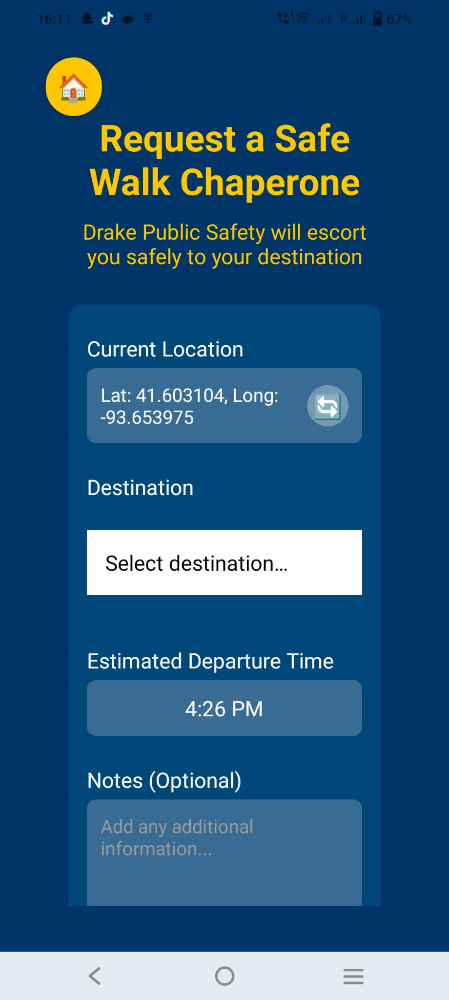 16:11
R
67%
Request a Safe
Walk Chaperone
Drake Public Safety will escort
you safely to your destination
Current Location
Lat: 41.603104, Long:
-93.653975
Destination
Select destination...
Estimated Departure Time
4:26 PM
Notes (Optional)
Add any additional
information...